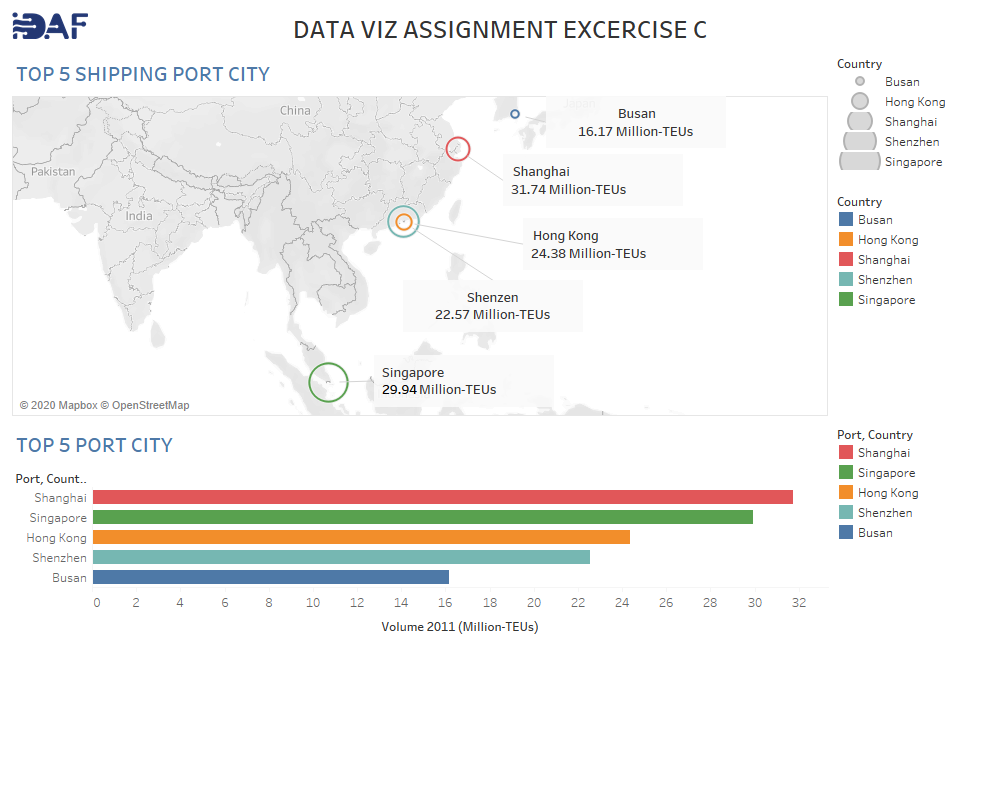 iDAF
DATA VIZ ASSIGNMENT EXCERCISE C
TOP 5 SHIPPING PORT CITY
China
Pakistan
India
Japan
Busan
16.17 Million-TEUs
Shanghai
31.74 Million-TEUs
Hong Kong
24.38 Million-TEUs
Shenzen
22.57 Million-TEUs
Singapore
29.94 Million-TEUs
© 2020 Mapbox © OpenStreetMap
Country
Busan
Hong Kong
Shanghai
Shenzhen
Singapore
Country
Busan
Hong Kong
Shanghai
Shenzhen
Singapore
TOP 5 PORT CITY
Port, Count..
Shanghai
Singapore
Hong Kong
Shenzhen
Busan
0 2 4 6 8 10 12 14 16 18 20 22 24 26 28 30 32
Volume 2011 (Million-TEUs)
Port, Country
Shanghai
Singapore
Hong Kong
Shenzhen
Busan